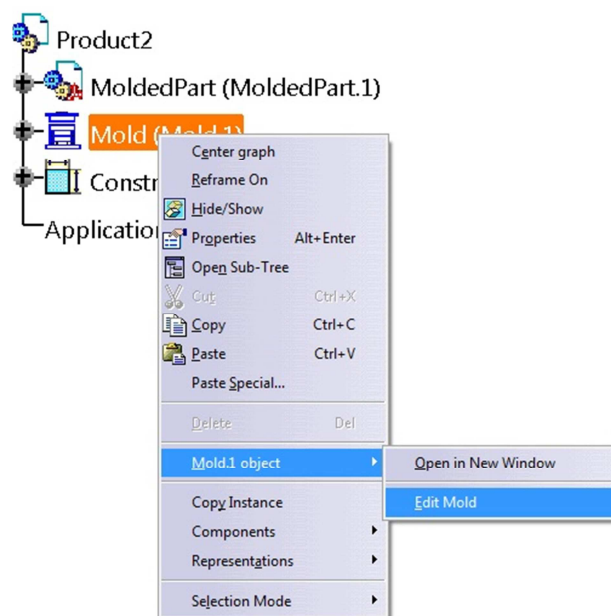 Product2
MoldedPart (MoldedPart.1)
Mold (Mold.1)
Constr
Application
Center graph
Reframe On
Hide/Show
Properties Alt+Enter
Open Sub-Tree
Cut Ctrl+X
Copy Ctrl+C
Paste Ctrl+V
Paste Special...
Delete Del
Mold.1 object
Open in New Window
Edit Mold
Copy Instance
Components
Representations
Selection Mode